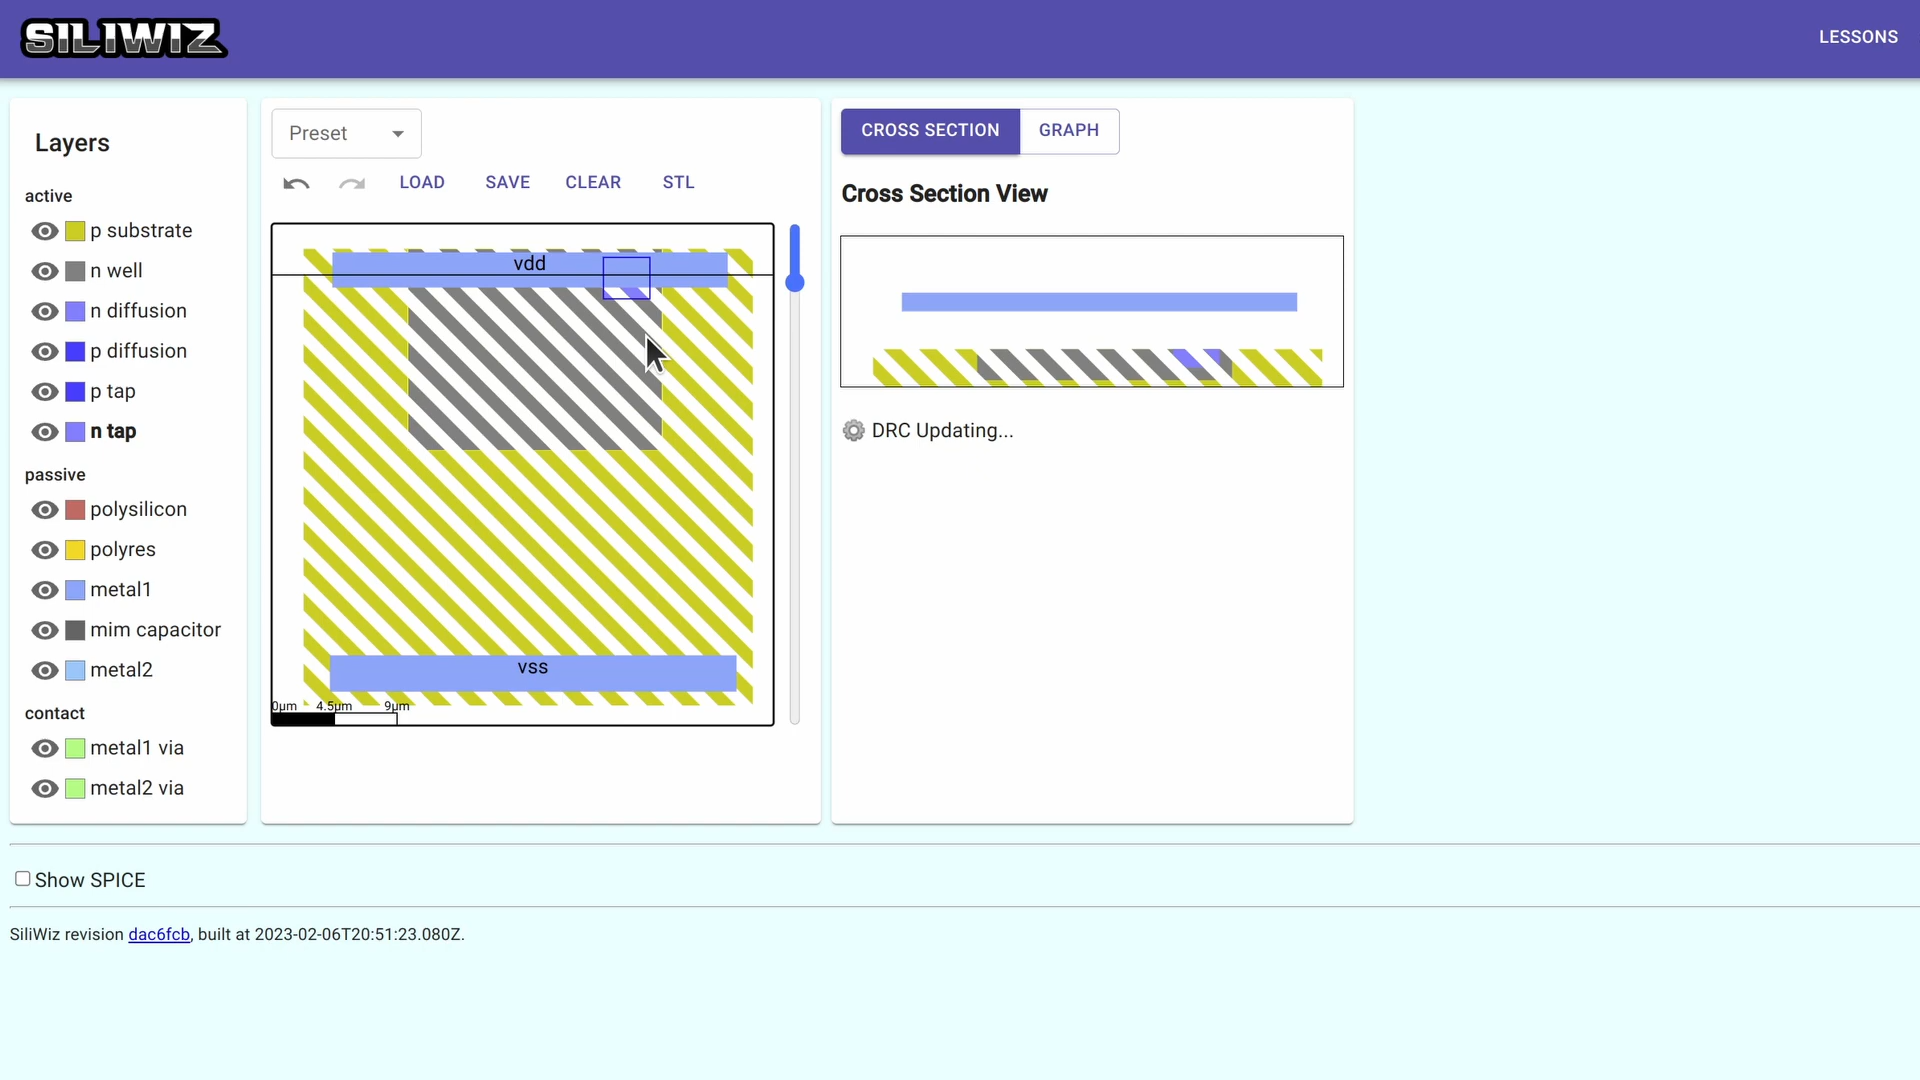 SILIWIZ
LESSONS
Layers
active
p substrate
n well
n diffusion
p diffusion
p tap
n tap
passive
polysilicon
polyres
metal1
mim capacitor
metal2
contact
metal1 via
metal2 via
Preset
LOAD SAVE CLEAR STL
vdd
vss
0μm 4.5μm 9μm
CROSS SECTION GRAPH
Cross Section View
DRC Updating...
Show SPICE
SiliWiz revision dac6fcb, built at 2023-02-06T20:51:23.080Z.